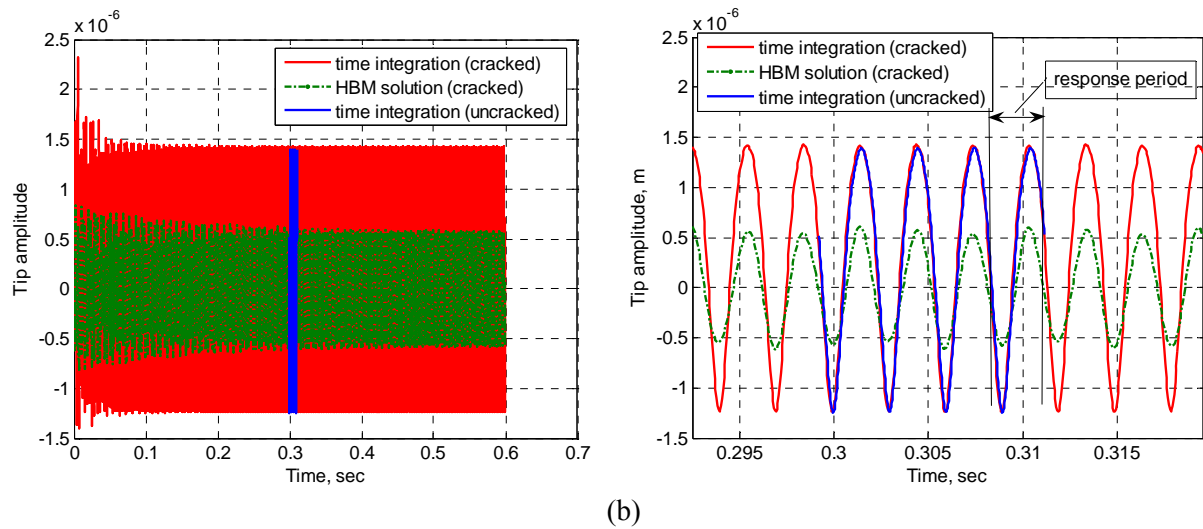 x 10⁻⁶
2.5
2
1.5
1
0.5
0
-0.5
-1
-1.5
Tip amplitude
0 0.1 0.2 0.3 0.4 0.5 0.6 0.7
Time, sec
time integration (cracked)
HBM solution (cracked)
time integration (uncracked)
x 10⁻⁶
2.5
2
1.5
1
0.5
0
-0.5
-1
-1.5
Tip amplitude, m
0.295 0.3 0.305 0.31 0.315
Time, sec
time integration (cracked)
HBM solution (cracked)
time integration (uncracked)
response period
(b)